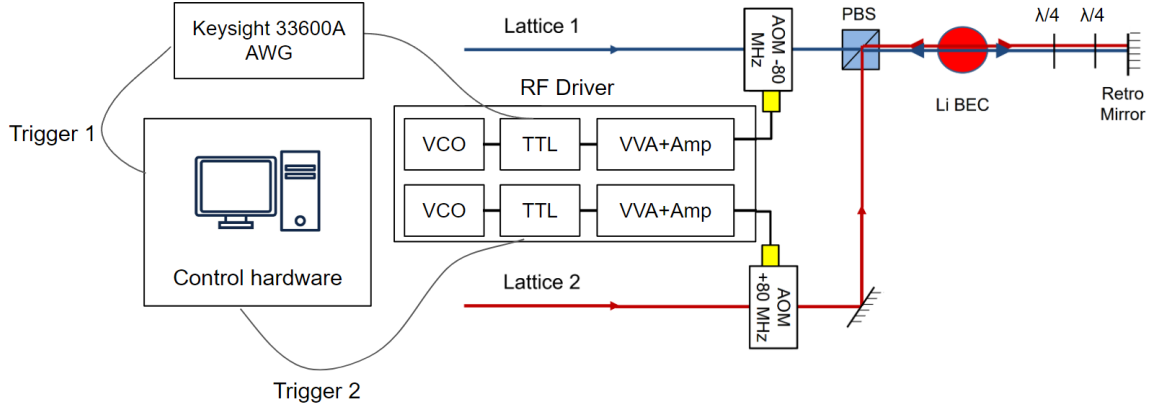 Keysight 33600A
AWG
Trigger 1
Control hardware
Trigger 2
RF Driver
VCO
TTL
VVA+Amp
VCO
TTL
VVA+Amp
Lattice 1
Lattice 2
AOM -80
MHz
AOM
+80 MHz
PBS
Li BEC
λ/4
λ/4
Retro
Mirror